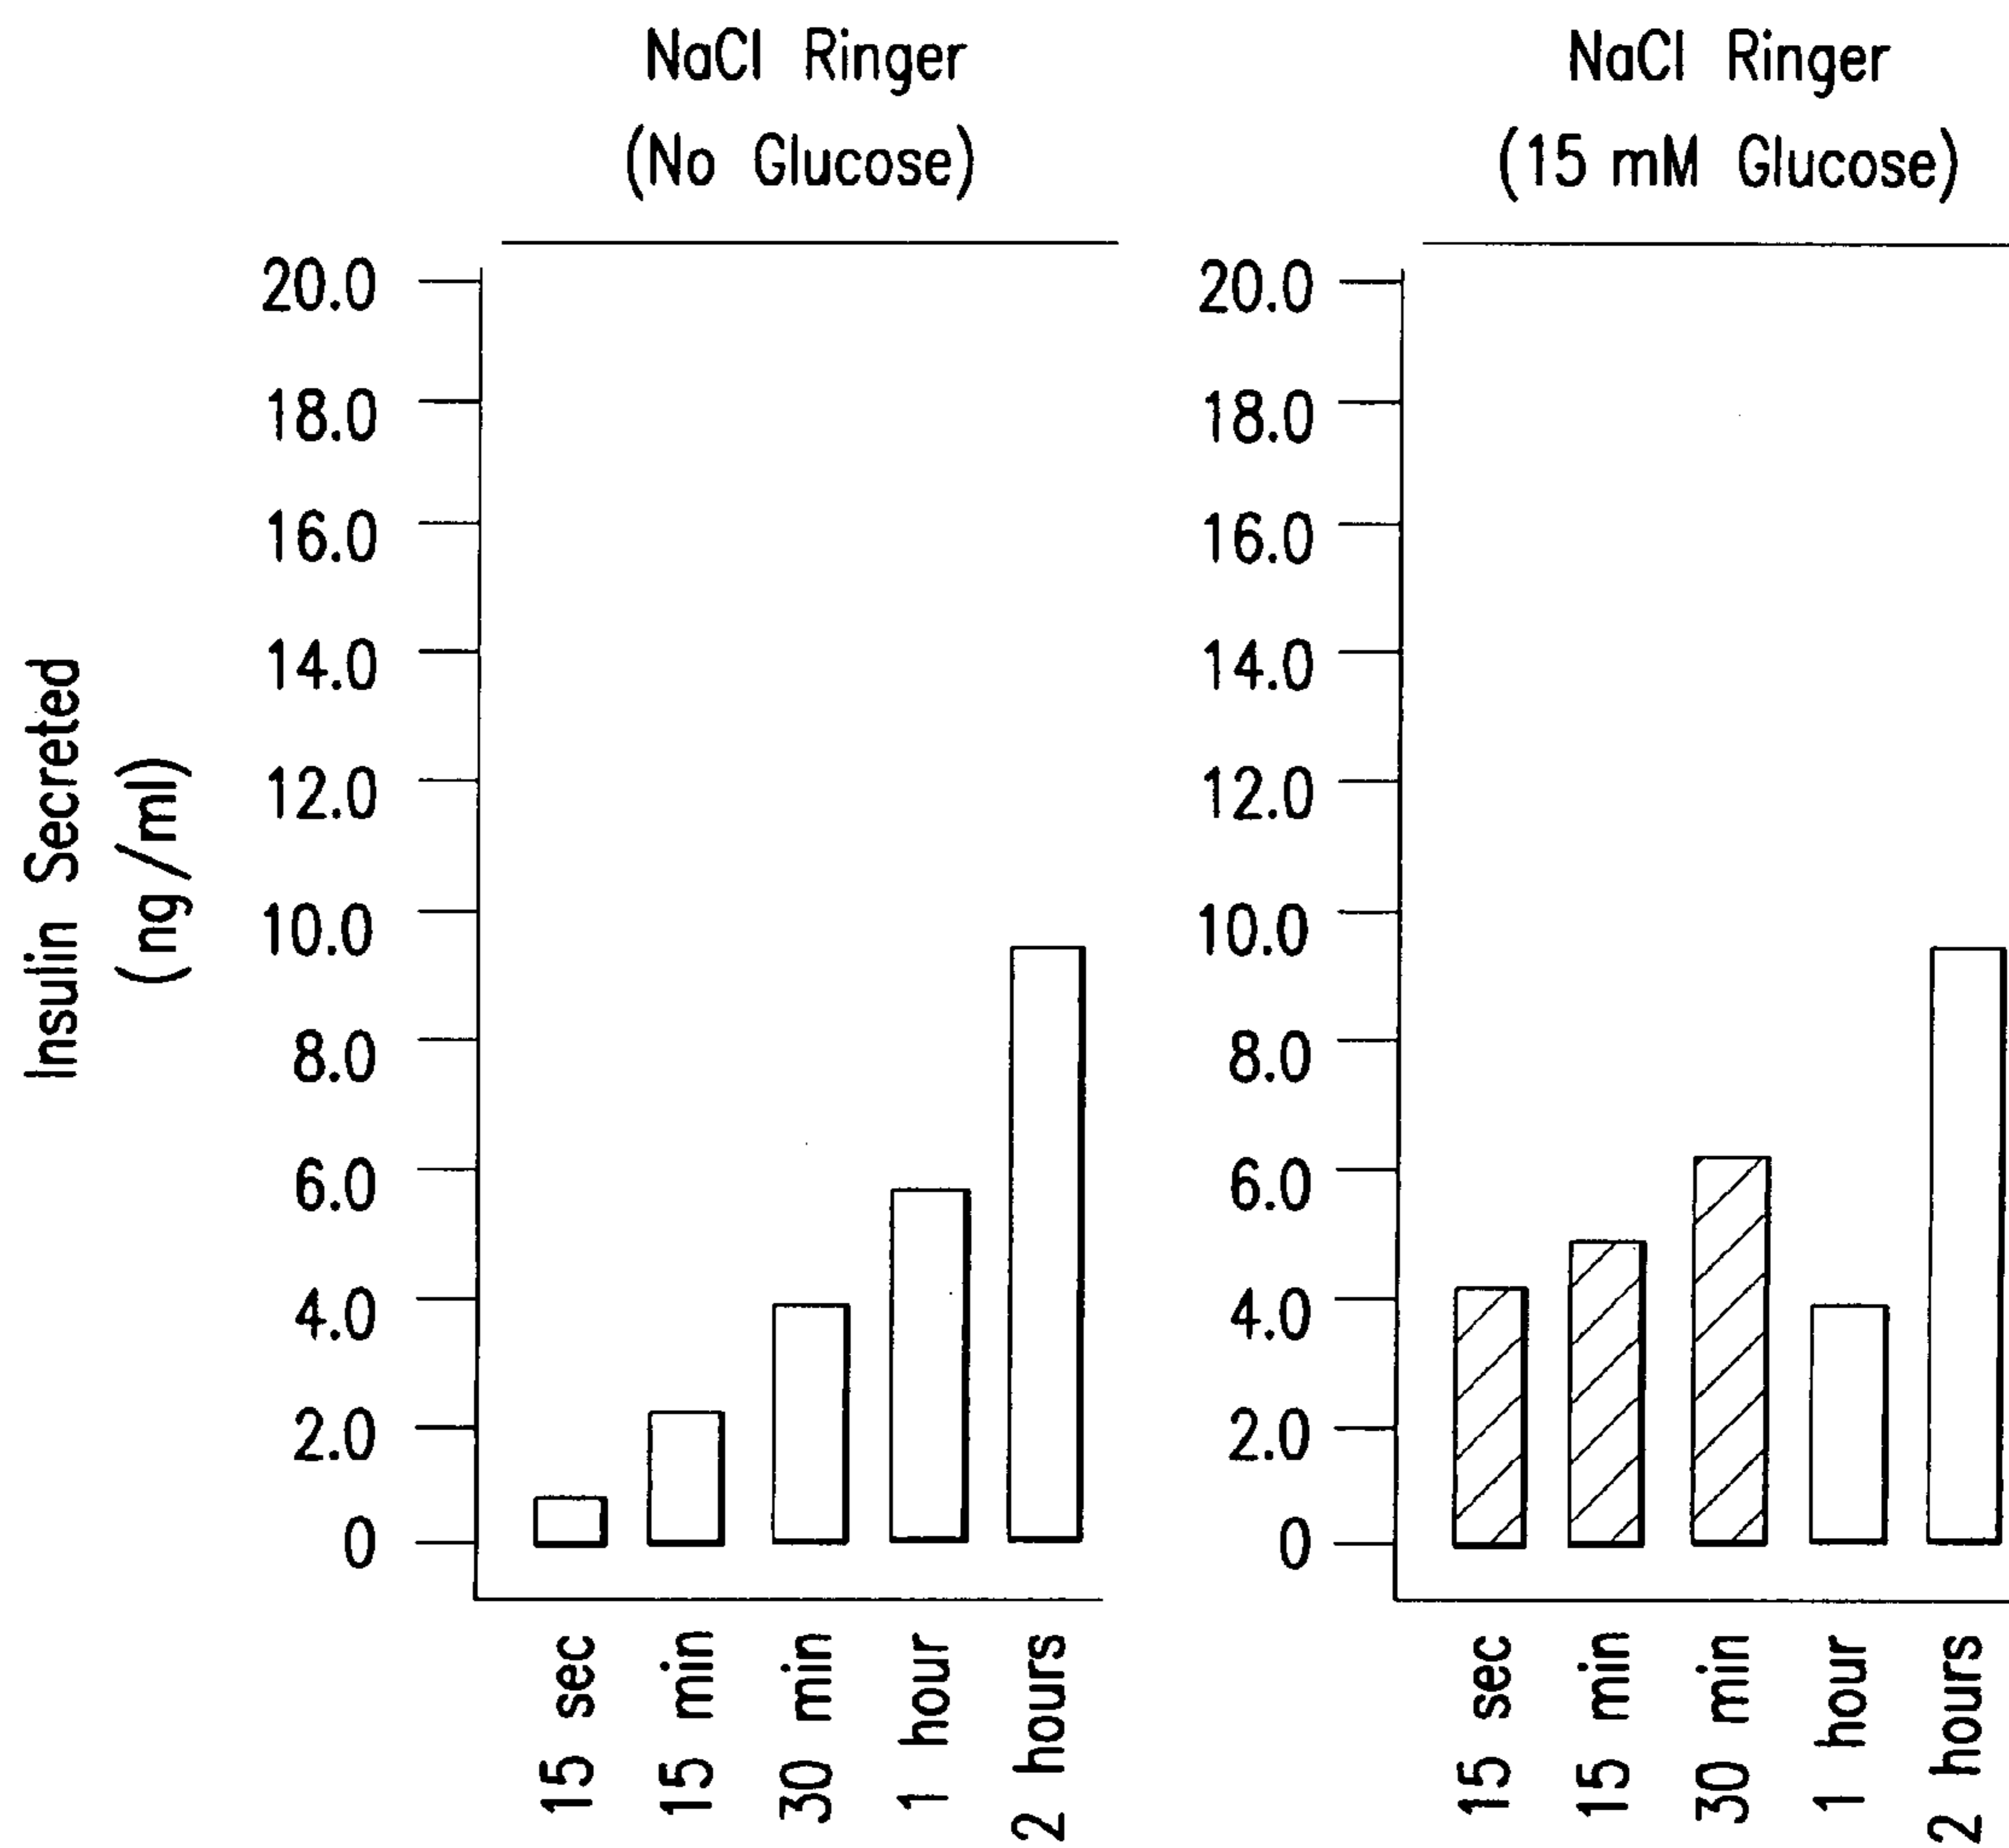 NaCl Ringer
(No Glucose)
NaCl Ringer
(15 mM Glucose)
Insulin Secreted
(ng/ml)
20.0
18.0
16.0
14.0
12.0
10.0
8.0
6.0
4.0
2.0
0
15 sec
15 min
30 min
1 hour
2 hours
20.0
18.0
16.0
14.0
12.0
10.0
8.0
6.0
4.0
2.0
0
15 sec
15 min
30 min
1 hour
2 hours